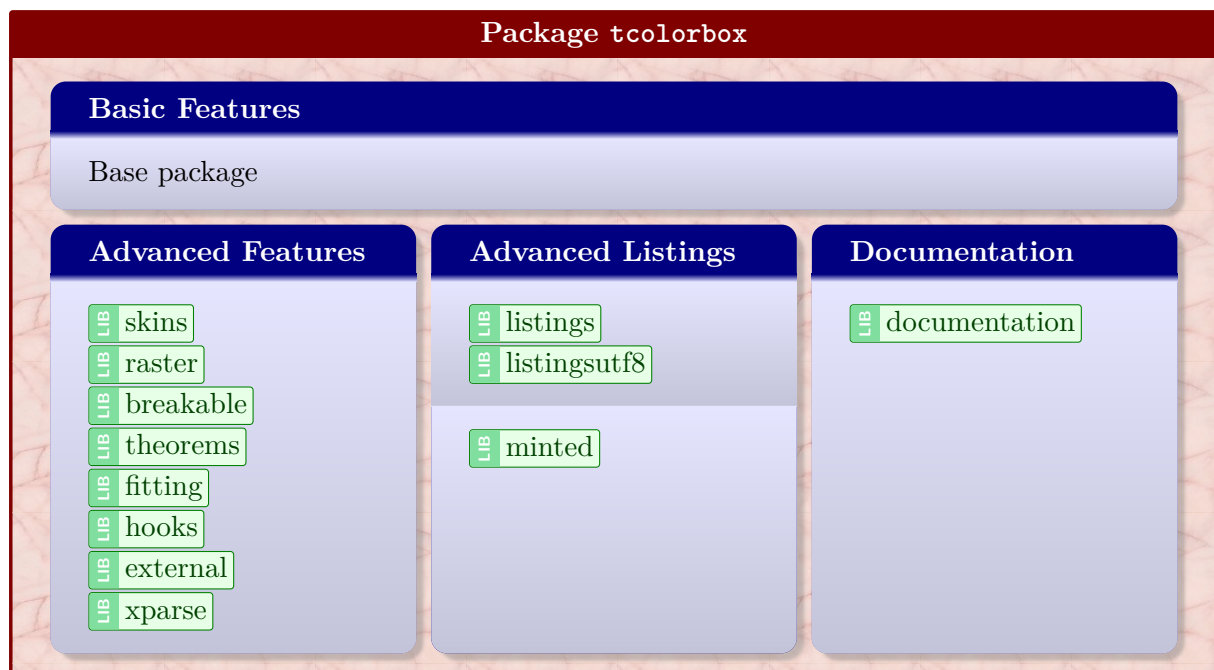 Package tcolorbox
Basic Features
Base package
Advanced Features
LIB skins
LIB raster
LIB breakable
LIB theorems
LIB fitting
LIB hooks
LIB external
LIB xparse
Advanced Listings
LIB listings
LIB listingsutf8
LIB minted
Documentation
LIB documentation